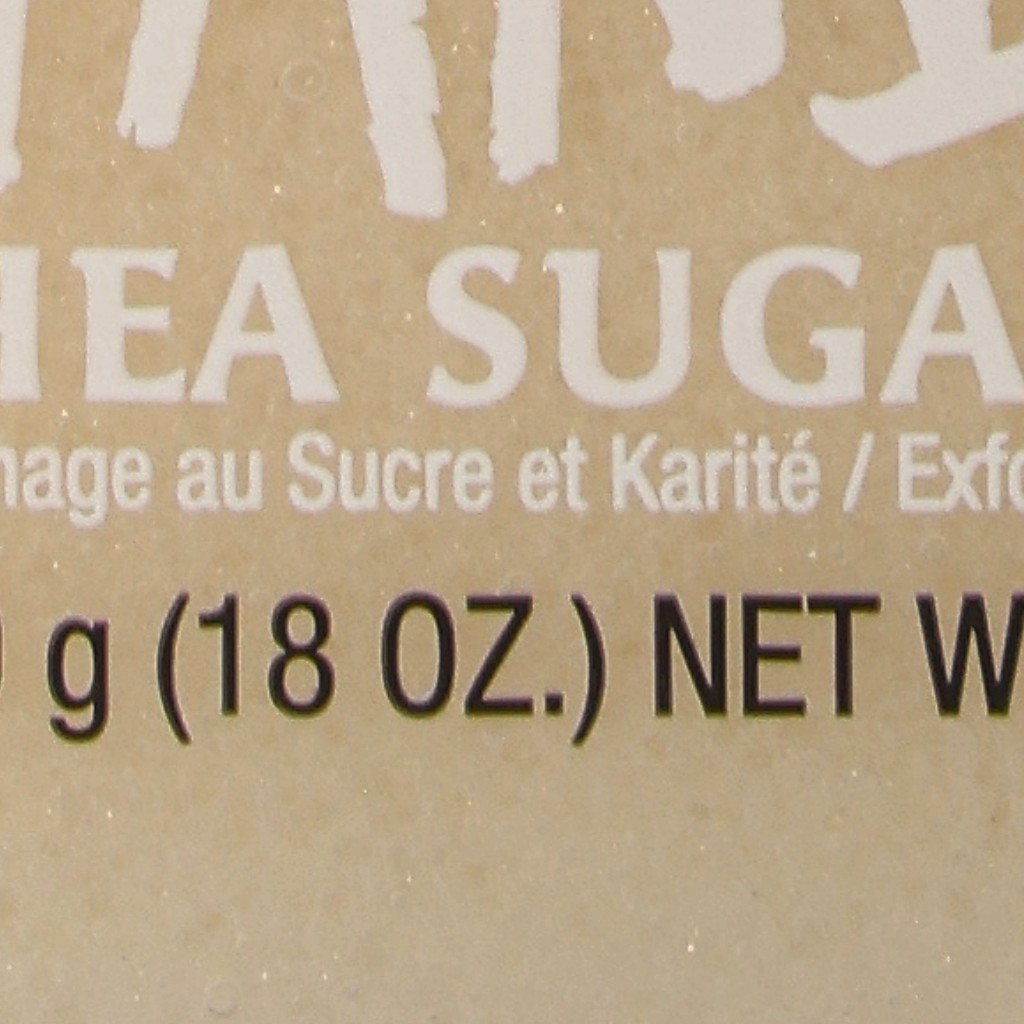 HEA SUGA
nage au Sucre et Karité / Exfo
g (18 OZ.) NET W